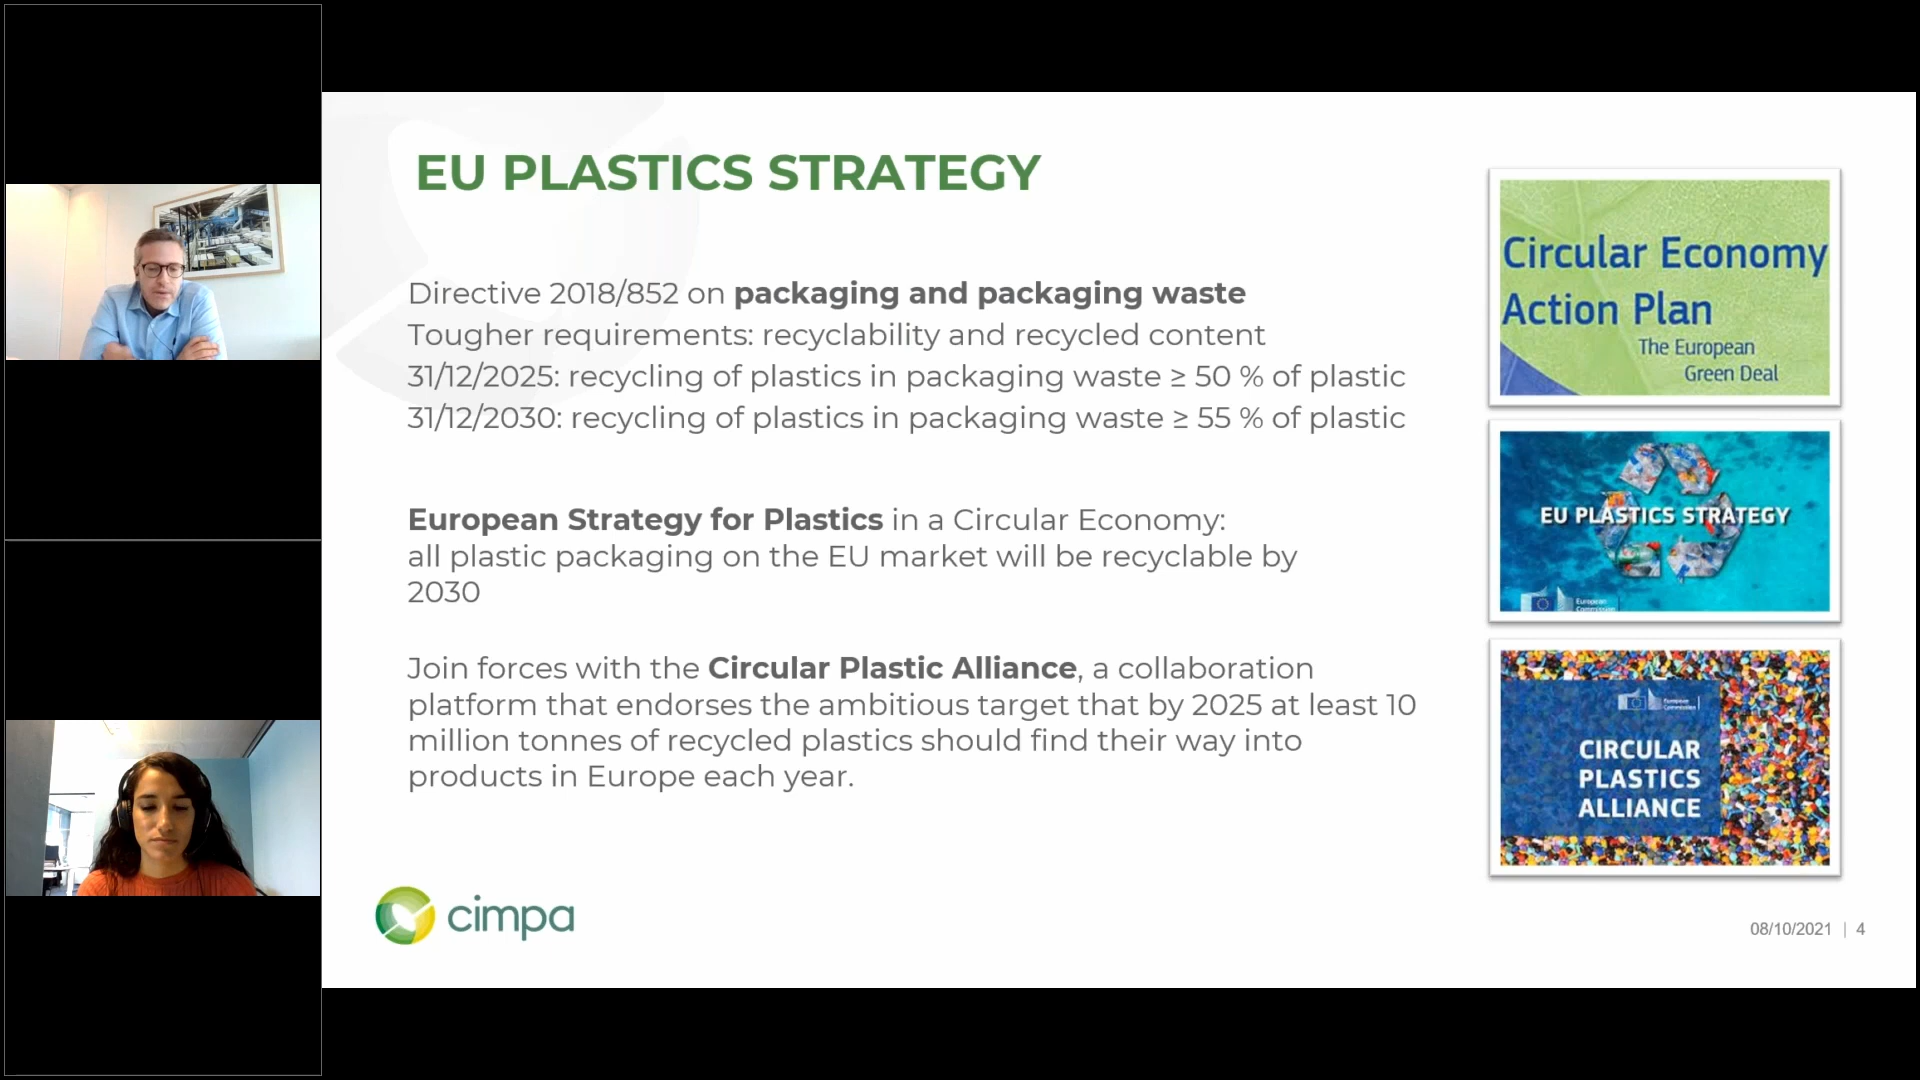 EU PLASTICS STRATEGY
Directive 2018/852 on packaging and packaging waste
Tougher requirements: recyclability and recycled content
31/12/2025: recycling of plastics in packaging waste ≥ 50 % of plastic
31/12/2030: recycling of plastics in packaging waste ≥ 55 % of plastic
European Strategy for Plastics in a Circular Economy:
all plastic packaging on the EU market will be recyclable by
2030
Join forces with the Circular Plastic Alliance, a collaboration
platform that endorses the ambitious target that by 2025 at least 10
million tonnes of recycled plastics should find their way into
products in Europe each year.
Circular Economy
Action Plan
The European
Green Deal
EU PLASTICS STRATEGY
European
Commission
European
Commission
CIRCULAR
PLASTICS
ALLIANCE
cimpa
08/10/2021 | 4